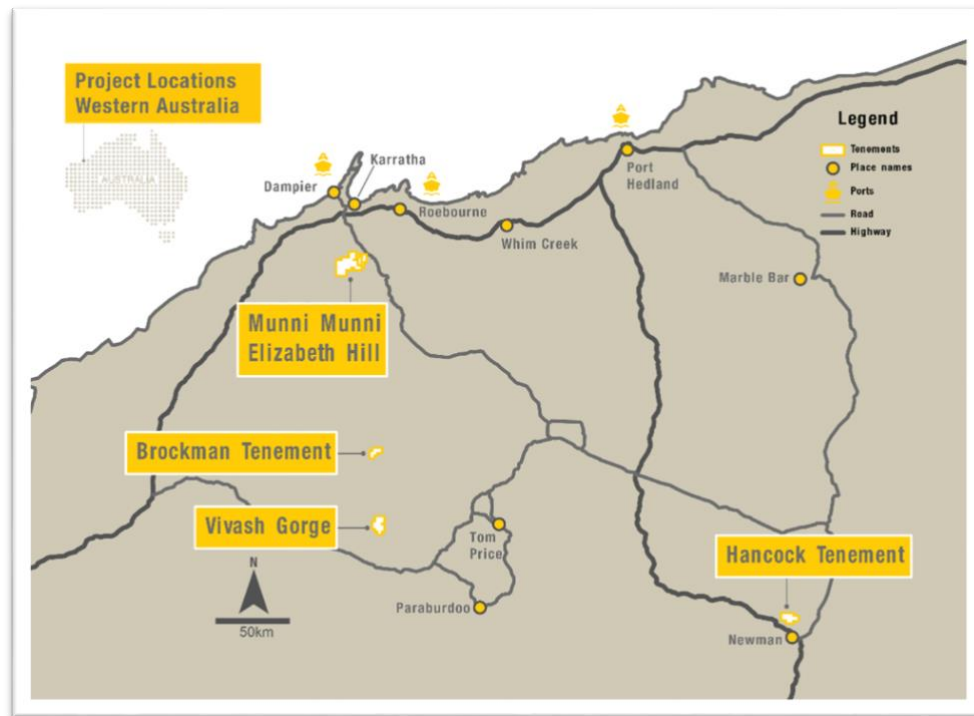 Project Locations
Western Australia
AUSTRALIA
Dampier
Karratha
Roebourne
Whim Creek
Port
Hedland
Legend
Tenements
Place names
Ports
Road
Highway
Marble Bar
Munni Munni
Elizabeth Hill
Brockman Tenement
Vivash Gorge
Tom
Price
Paraburdoo
Hancock Tenement
Newman
N
50km